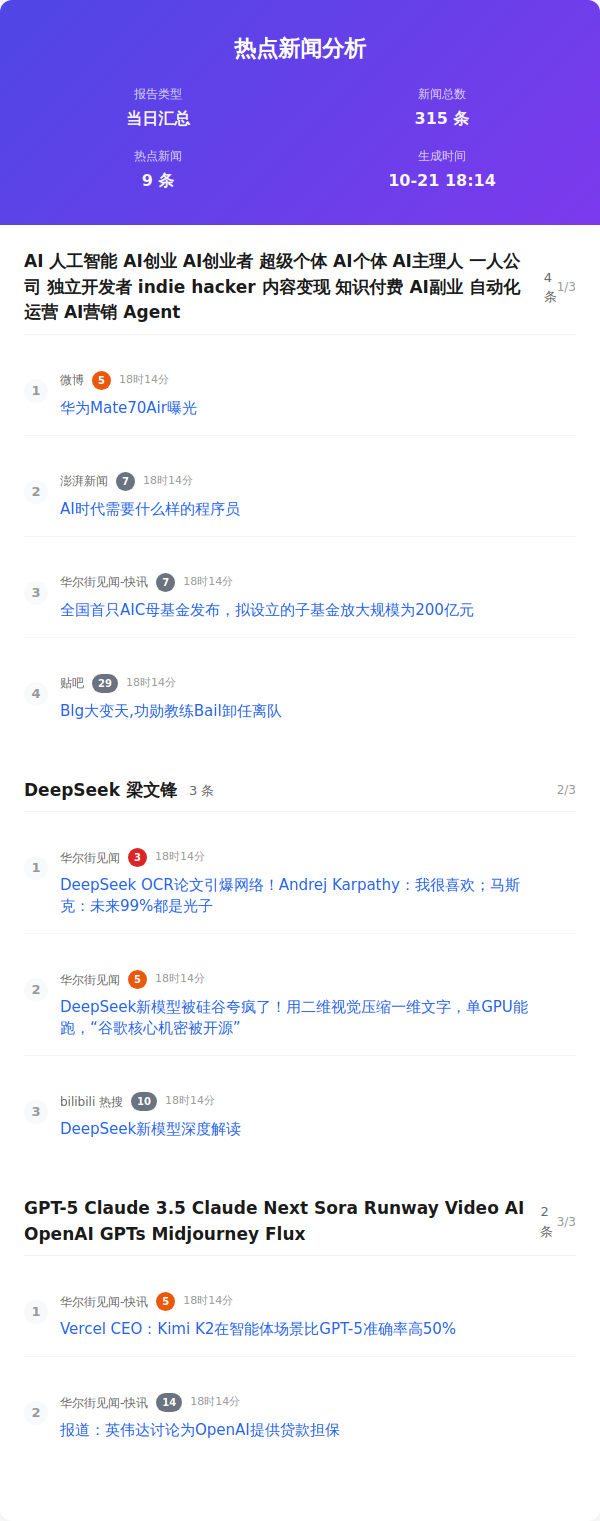 热点新闻分析
报告类型
当日汇总
新闻总数
315 条
热点新闻
9 条
生成时间
10-21 18:14
AI 人工智能 AI创业 AI创业者 超级个体 AI个体 AI主理人 一人公
司 独立开发者 indie hacker 内容变现 知识付费 AI副业 自动化
运营 AI营销 Agent
4
条
1/3
1
微博 5 18时14分
华为Mate70Air曝光
2
澎湃新闻 7 18时14分
AI时代需要什么样的程序员
3
华尔街见闻-快讯 7 18时14分
全国首只AIC母基金发布，拟设立的子基金放大规模为200亿元
4
贴吧 29 18时14分
Blg大变天,功勋教练Bail卸任离队
DeepSeek 梁文锋 3 条
2/3
1
华尔街见闻 3 18时14分
DeepSeek OCR论文引爆网络！Andrej Karpathy：我很喜欢；马斯
克：未来99%都是光子
2
华尔街见闻 5 18时14分
DeepSeek新模型被硅谷夸疯了！用二维视觉压缩一维文字，单GPU能
跑，“谷歌核心机密被开源”
3
bilibili 热搜 10 18时14分
DeepSeek新模型深度解读
GPT-5 Claude 3.5 Claude Next Sora Runway Video AI
OpenAI GPTs Midjourney Flux
2
条
3/3
1
华尔街见闻-快讯 5 18时14分
Vercel CEO：Kimi K2在智能体场景比GPT-5准确率高50%
2
华尔街见闻-快讯 14 18时14分
报道：英伟达讨论为OpenAI提供贷款担保